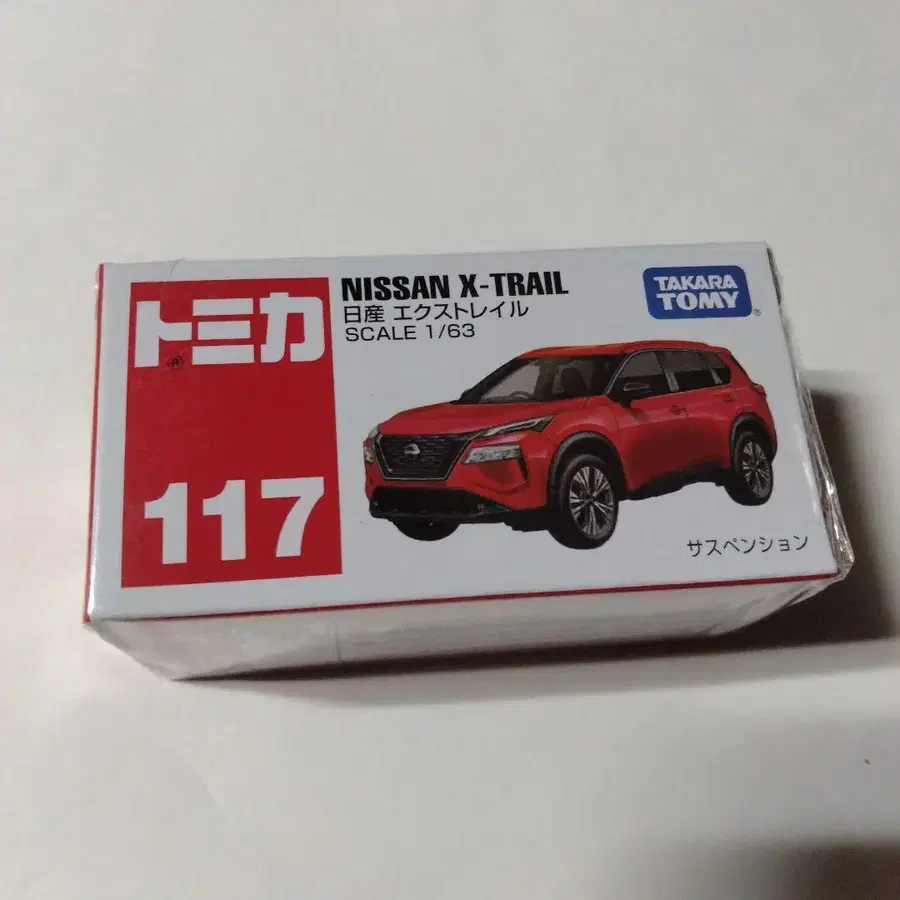 トミカ
®
117
NISSAN X-TRAIL
日産 エクストレイル
SCALE 1/63
TAKARA
TOMY®
サスペンション